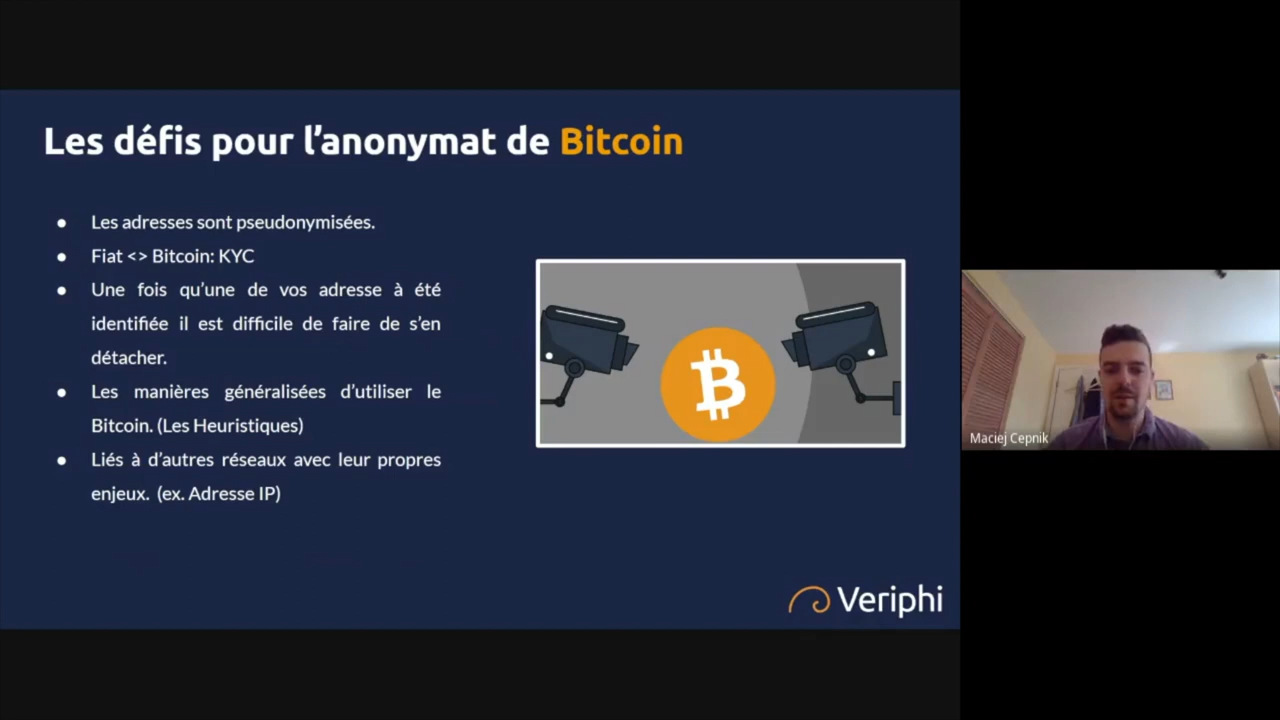 Les défis pour l'anonymat de Bitcoin
● Les adresses sont pseudonymisées.
● Fiat <> Bitcoin: KYC
● Une fois qu'une de vos adresse à été
identifiée il est difficile de faire de s'en
détacher.
● Les manières généralisées d'utiliser le
Bitcoin. (Les Heuristiques)
● Liés à d'autres réseaux avec leur propres
enjeux. (ex. Adresse IP)
Veriphi
Maciej Cepnik